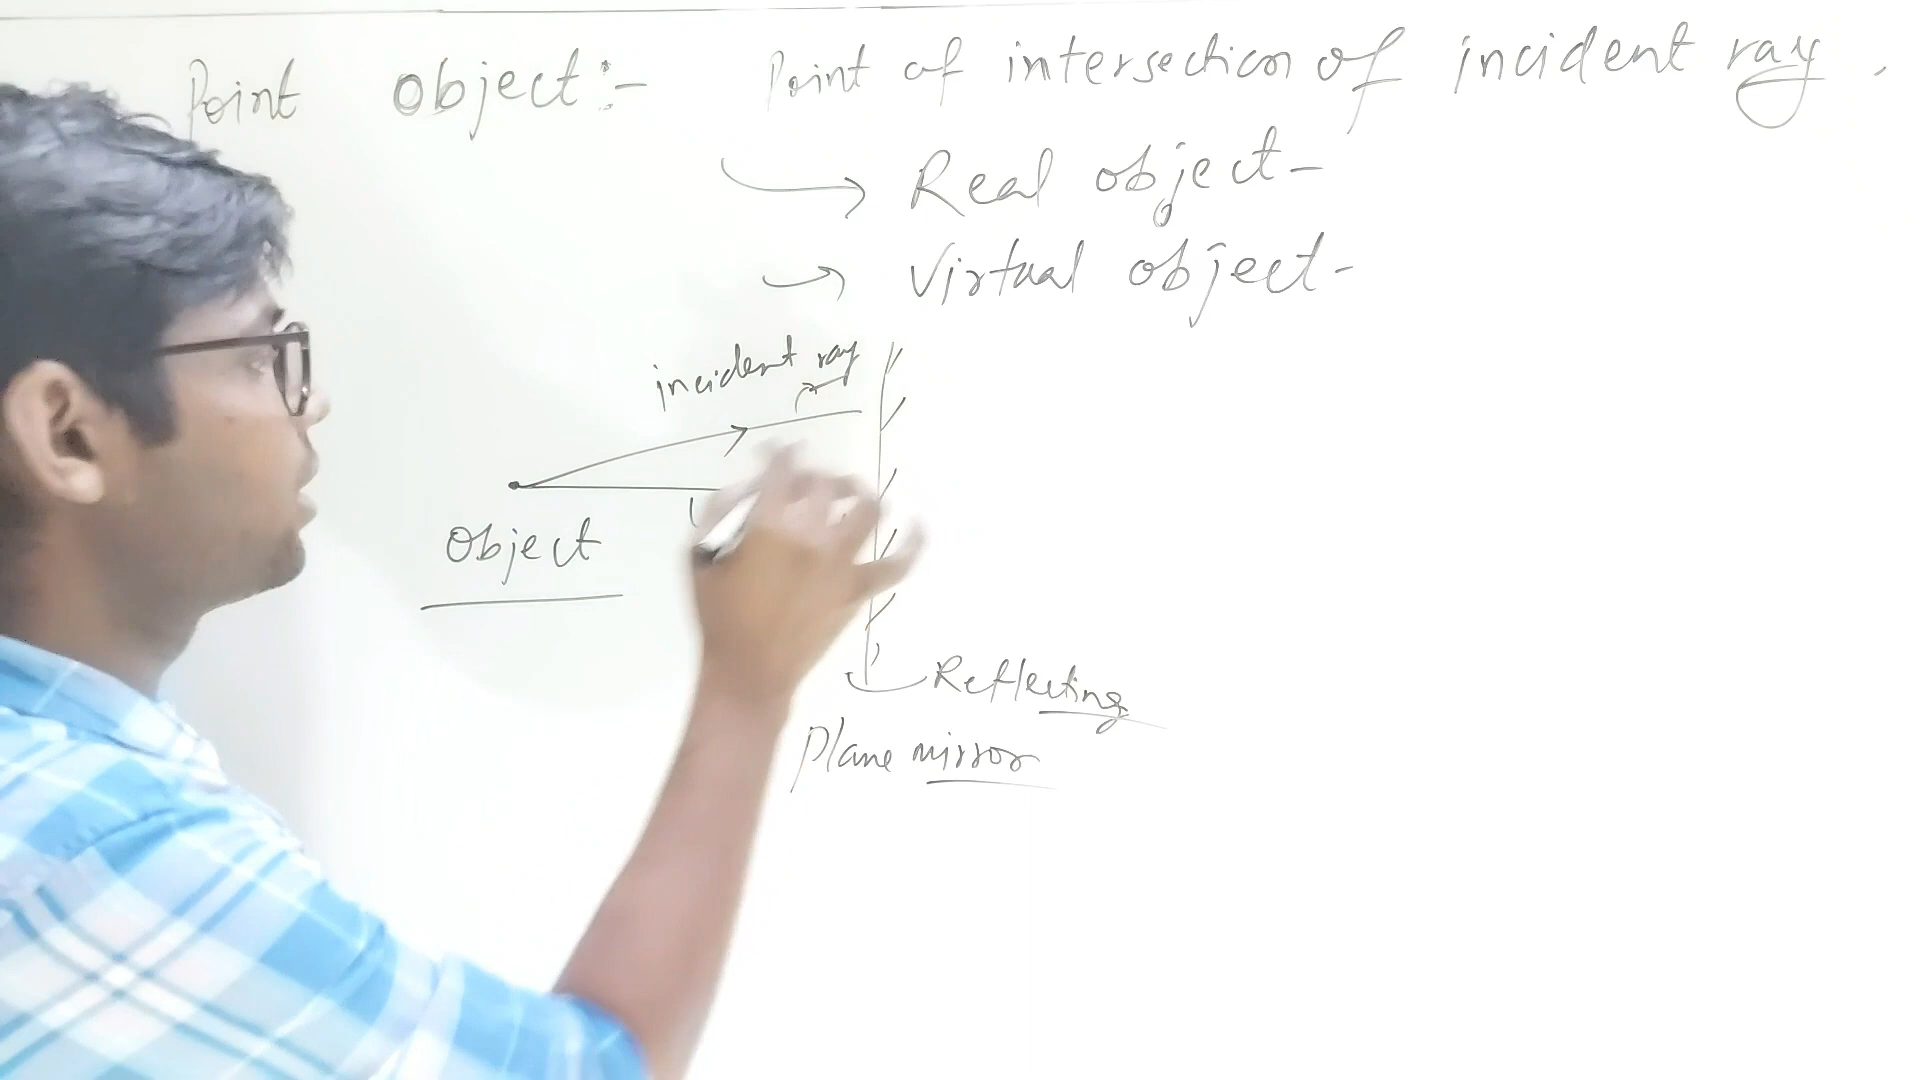 Point object:- Point of intersection of incident ray.
→ Real object-
→ Virtual object-
incident ray
Object
Reflecting
Plane mirror